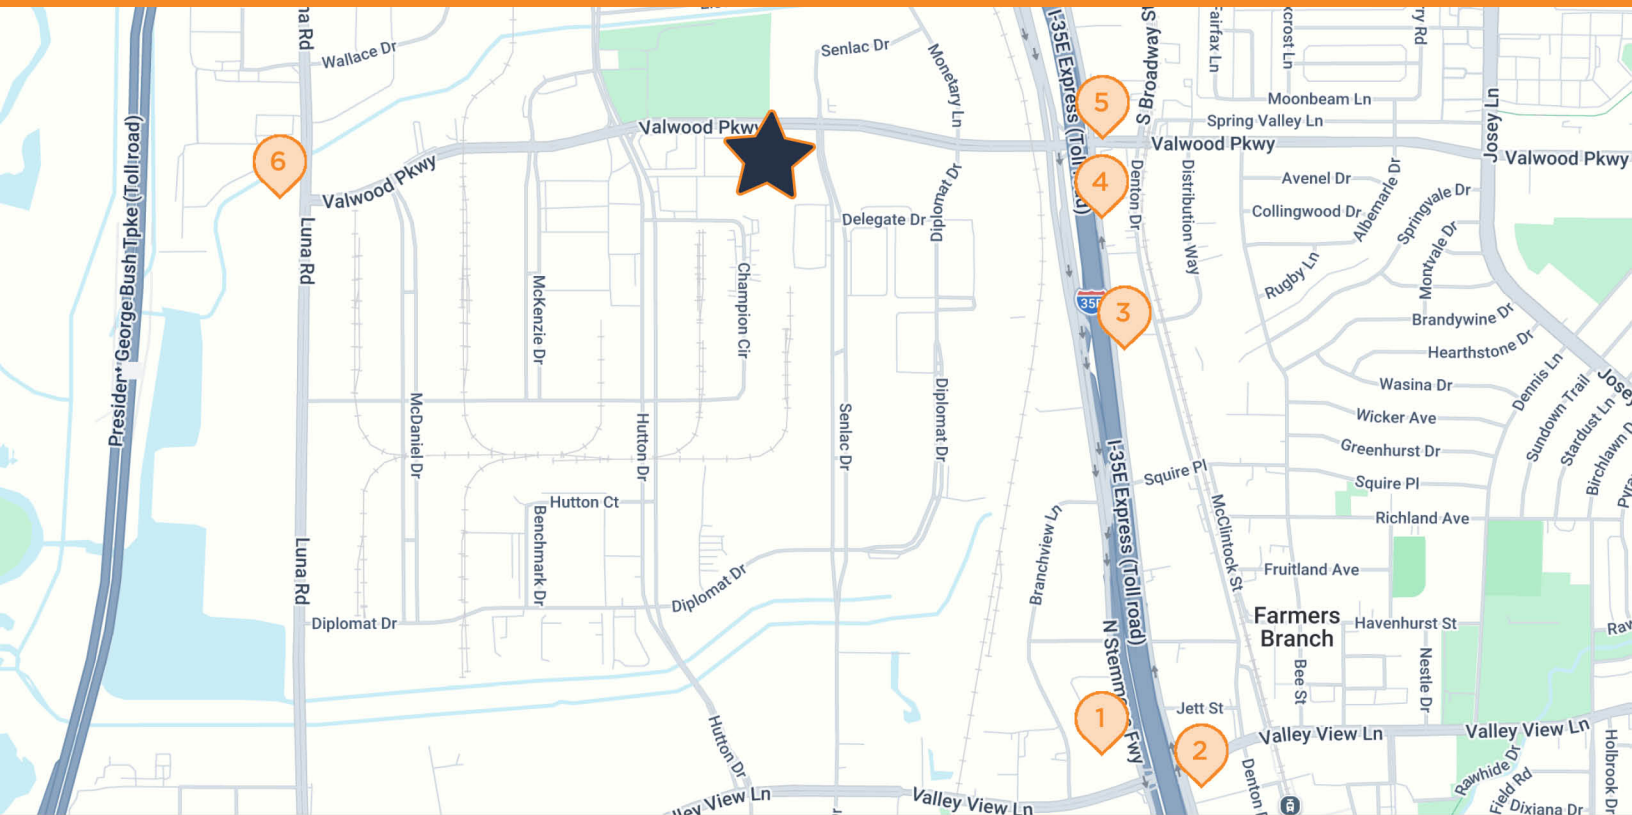 Luna Rd
Wallace Dr
Senlac Dr
Monetary Ln
I-35E Express (Toll road)
S Broadway S
Fairfax Ln
Moonbeam Ln
Josey Ln
5
Spring Valley Ln
Valwood Pkwy
Valwood Pkwy
Valwood Pkwy
6
Valwood Pkwy
4
Denton Dr
Distribution Way
Avenel Dr
Collingwood Dr
Albemarle Dr
Springvale Dr
Montvale Dr
Rugby Ln
Delegate Dr
Diplomat Dr
President George Bush Tpke (Toll road)
Luna Rd
McKenzie Dr
Champion Cir
35E
3
Brandywine Dr
Hearthstone Dr
Wasina Dr
Wicker Ave
Greenhurst Dr
Squire Pl
Dennis Ln
Sundown Trail
Stardust Ln
Birchlawn D
Josey
McDaniel Dr
Hutton Dr
Senlac Dr
Diplomat Dr
I-35E Express (Toll road)
Squire Pl
Richland Ave
McClintock St
Hutton Ct
Benchmark Dr
Branchview Ln
Fruitland Ave
Luna Rd
Diplomat Dr
Diplomat Dr
Farmers
Branch
Havenhurst St
Bee St
Nestle Dr
N Stemmons Fwy
1
Jett St
2
Valley View Ln
Valley View Ln
Hutton Dr
Denton
Rawhide Dr
Field Rd
Holbrook Dr
Dixiana Dr
ley View Ln
Valley View Ln